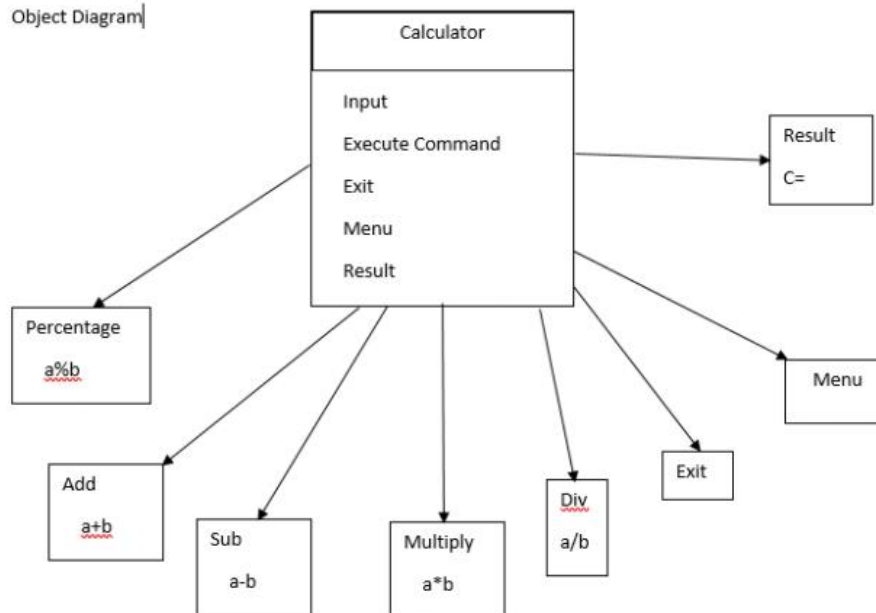 Object Diagram
Calculator
Input
Execute Command
Exit
Menu
Result
Result
C=
Percentage
a%b
Menu
Add
a+b
Sub
a-b
Multiply
a*b
Div
a/b
Exit